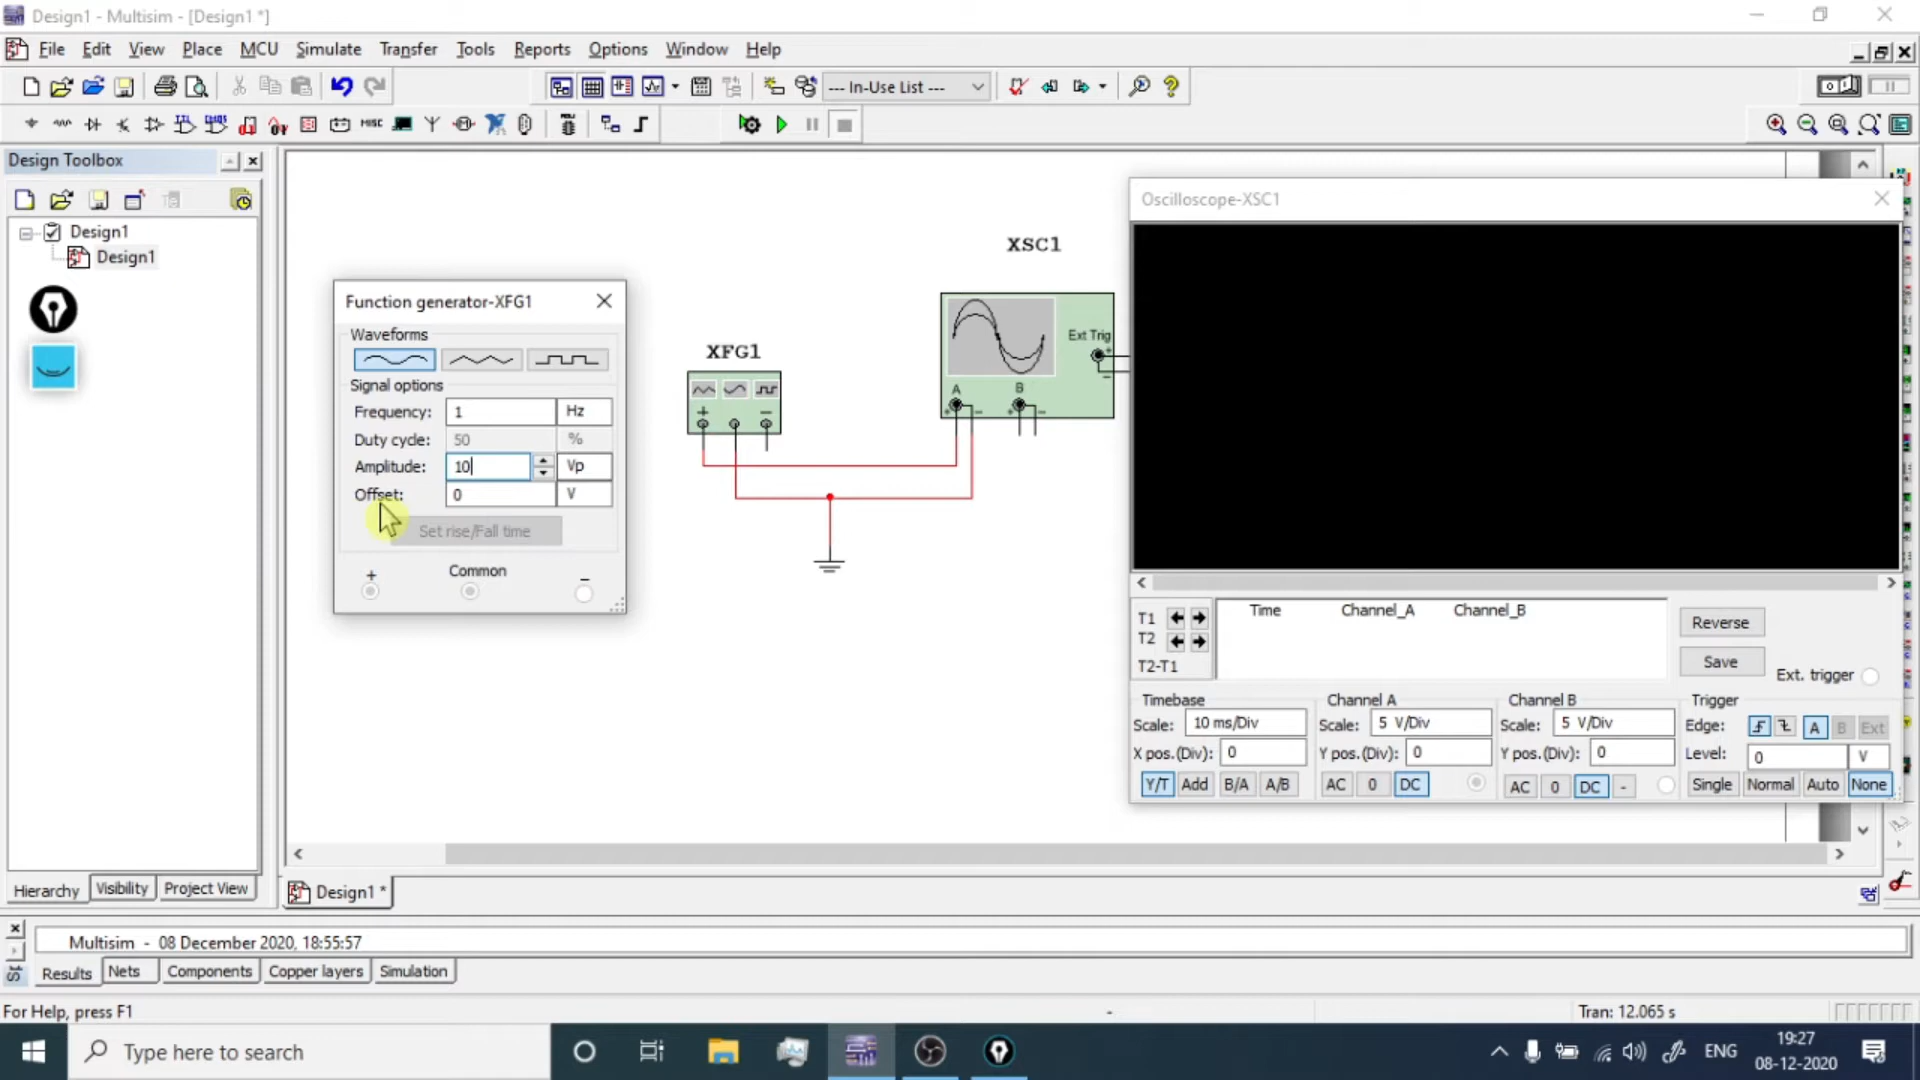 Design1 - Multisim - [Design1 *]
File Edit View Place MCU Simulate Transfer Tools Reports Options Window Help
--- In-Use List ---
MISC
Design Toolbox
Design1
Design1
Oscilloscope-XSC1
XSC1
Ext Trig
A B
XFG1
Function generator-XFG1
Waveforms
Signal options
Frequency: 1 Hz
Duty cycle: 50 %
Amplitude: 10 Vp
Offset: 0 V
Set rise/Fall time
+ Common −
T1
T2
T2-T1
Time Channel_A Channel_B
Reverse
Save
Ext. trigger
Timebase
Scale: 10 ms/Div
X pos.(Div): 0
Y/T Add B/A A/B
Channel A
Scale: 5 V/Div
Y pos.(Div): 0
AC 0 DC
Channel B
Scale: 5 V/Div
Y pos.(Div): 0
AC 0 DC -
Trigger
Edge: A B Ext
Level: 0 V
Single Normal Auto None
Hierarchy Visibility Project View
Design1 *
Multisim - 08 December 2020, 18:55:57
Results Nets Components Copper layers Simulation
For Help, press F1
-
Tran: 12.065 s
Type here to search
ENG
19:27
08-12-2020